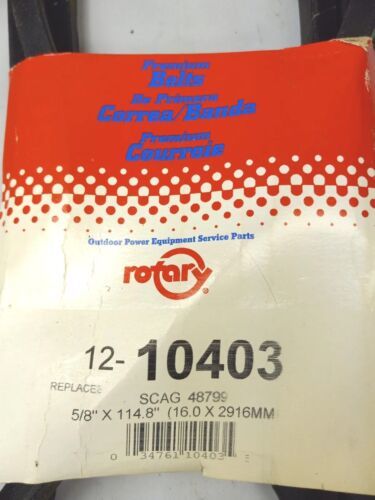 Premium
Belts
De Primera
Correa/Banda
Premium
Courroie
Outdoor Power Equipment Service Parts
rotary®
12-10403
REPLACES
SCAG 48799
5/8" X 114.8" (16.0 X 2916MM
0 34761 10403